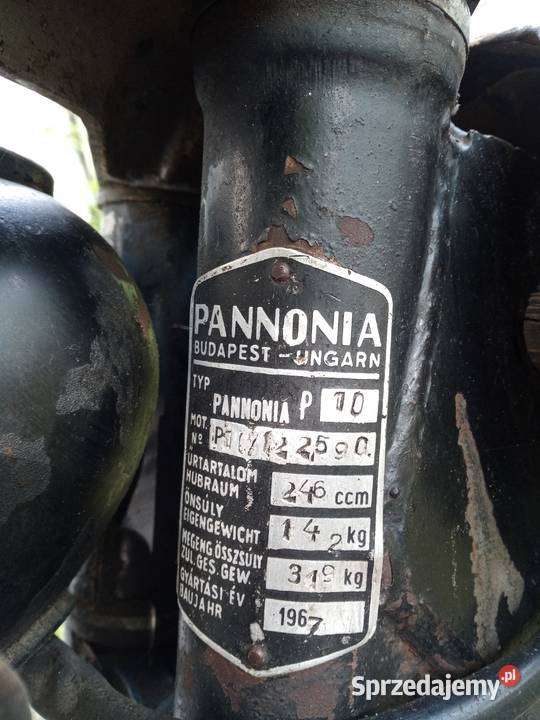 PANNONIA
BUDAPEST - UNGARN
TYP
PANNONIA P 10
MOT.
Nº
FŰRTARTALOM
HUBRAUM 246 ccm
ÖNSÚLY
EIGENGEWICHT 142 kg
MEGENG ÖSSZSÚLY
ZUL. GES. GEW. 319 kg
GYÁRTÁSI ÉV
BAUJAHR 1967
Sprzedajemy.pl